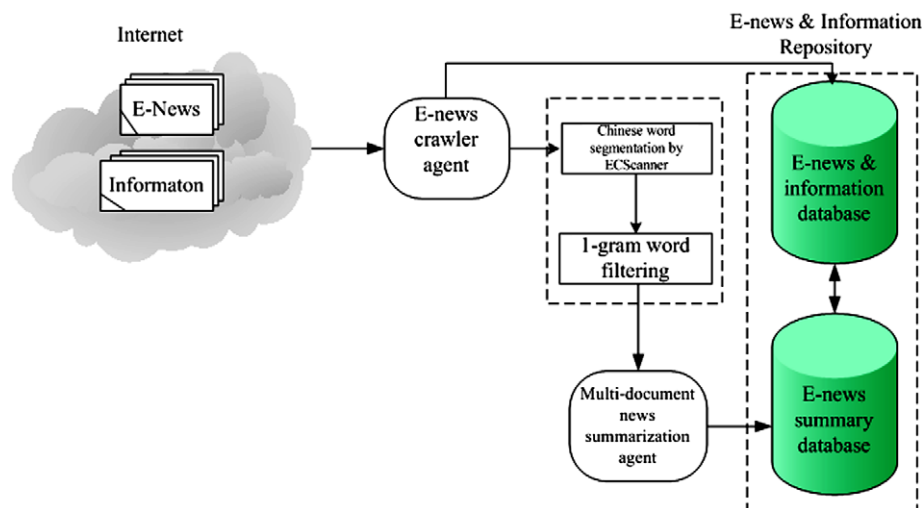 Internet
E-News
Informaton
E-news
crawler
agent
Chinese word
segmentation by
ECScanner
1-gram word
filtering
Multi-document
news
summarization
agent
E-news & Information
Repository
E-news &
information
database
E-news
summary
database